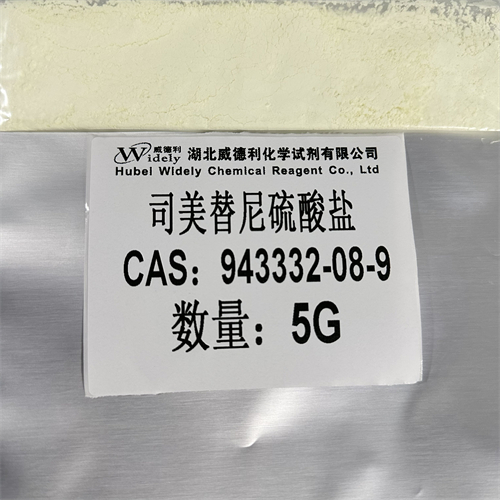 威德利
Widely
湖北威德利化学试剂有限公司
Hubei Widely Chemical Reagent Co., Ltd
司美替尼硫酸盐
CAS：943332-08-9
数量：5G